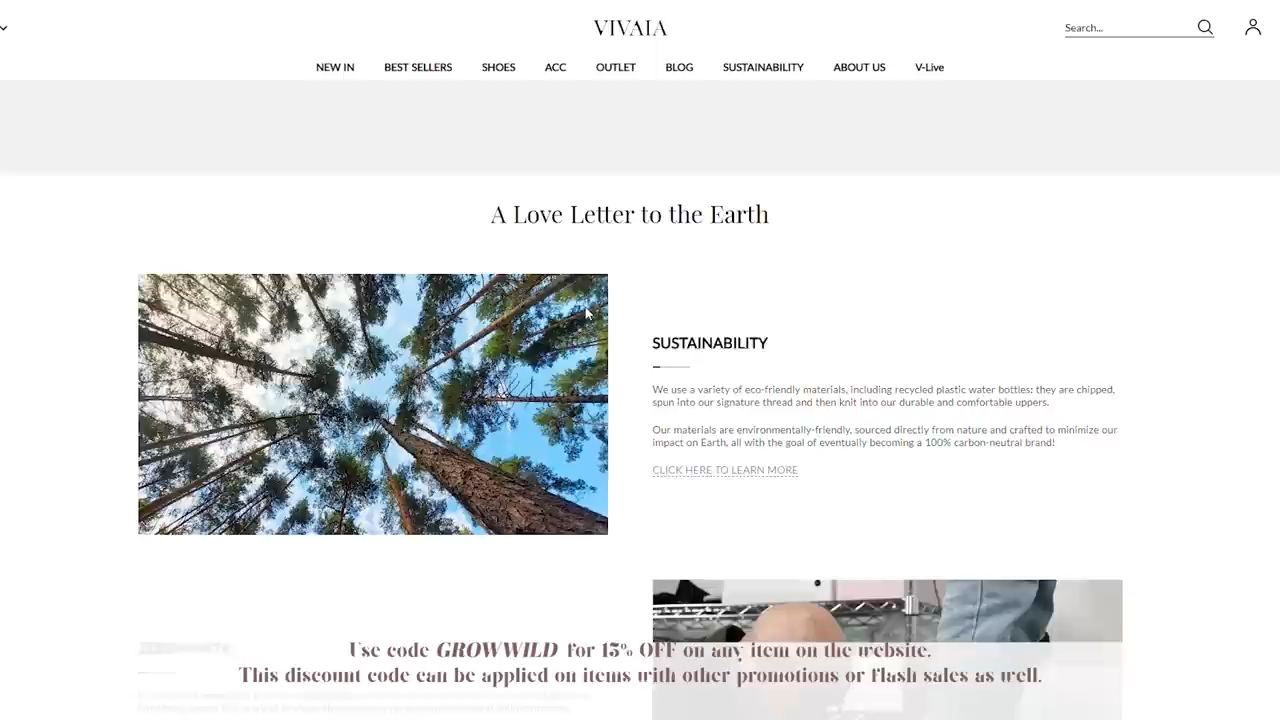 VIVAIA
Search...
NEW IN BEST SELLERS SHOES ACC OUTLET BLOG SUSTAINABILITY ABOUT US V-Live
A Love Letter to the Earth
SUSTAINABILITY
We use a variety of eco-friendly materials, including recycled plastic water bottles: they are chipped,
spun into our signature thread and then knit into our durable and comfortable uppers.
Our materials are environmentally-friendly, sourced directly from nature and crafted to minimize our
impact on Earth, all with the goal of eventually becoming a 100% carbon-neutral brand!
CLICK HERE TO LEARN MORE
Use code GROWWILD for 15% OFF on any item on the website.
This discount code can be applied on items with other promotions or flash sales as well.